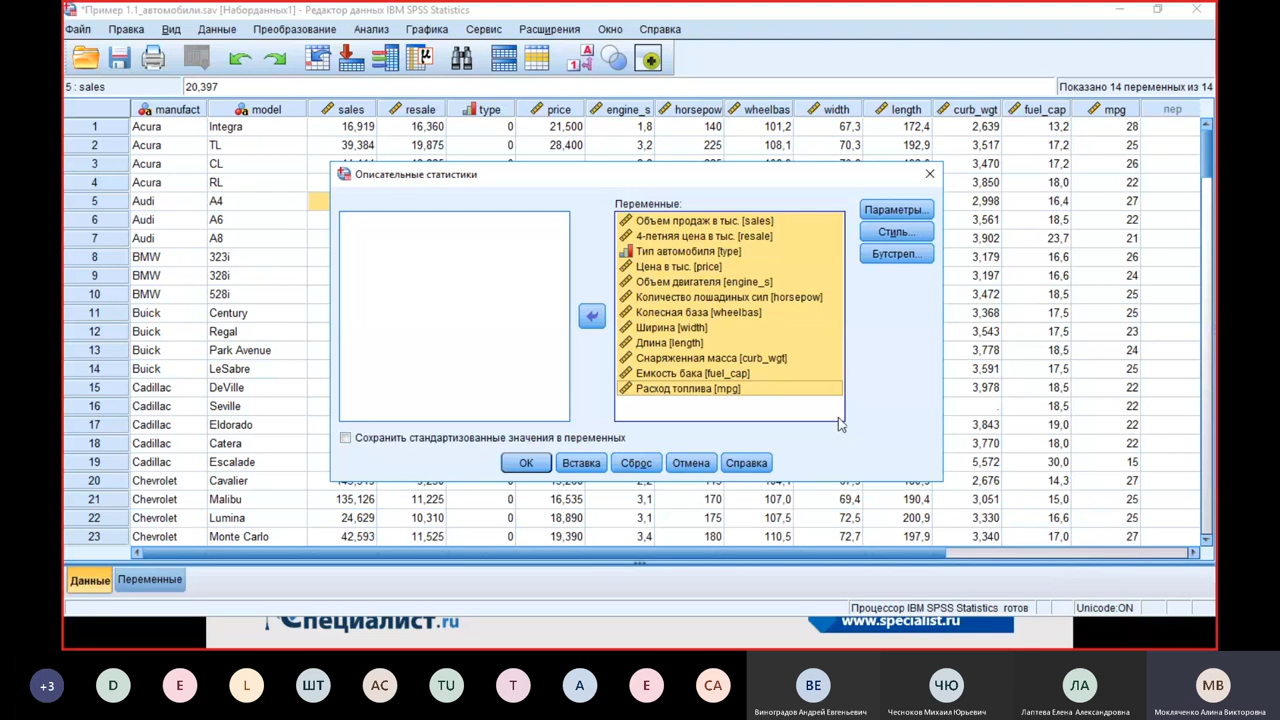 *Пример 1.1_автомобили.sav [Наборданных1] - Редактор данных IBM SPSS Statistics
Файл Правка Вид Данные Преобразование Анализ Графика Сервис Расширения Окно Справка
5 : sales 20,397 Показано 14 переменных из 14
manufact model sales resale type price engine_s horsepow wheelbas width length curb_wgt fuel_cap mpg пер
1 Acura Integra 16,919 16,360 0 21,500 1,8 140 101,2 67,3 172,4 2,639 13,2 28
2 Acura TL 39,384 19,875 0 28,400 3,2 225 108,1 70,3 192,9 3,517 17,2 25
3 Acura CL 3,470 17,2 26
4 Acura RL 3,850 18,0 22
5 Audi A4 2,998 16,4 27
6 Audi A6 3,561 18,5 22
7 Audi A8 3,902 23,7 21
8 BMW 323i 3,179 16,6 26
9 BMW 328i 3,197 16,6 24
10 BMW 528i 3,472 18,5 25
11 Buick Century 3,368 17,5 25
12 Buick Regal 3,543 17,5 23
13 Buick Park Avenue 3,778 18,5 24
14 Buick LeSabre 3,591 17,5 25
15 Cadillac DeVille 3,978 18,5 22
16 Cadillac Seville . 18,5 22
17 Cadillac Eldorado 3,843 19,0 22
18 Cadillac Catera 3,770 18,0 22
19 Cadillac Escalade 5,572 30,0 15
20 Chevrolet Cavalier 2,676 14,3 27
21 Chevrolet Malibu 135,126 11,225 0 16,535 3,1 170 107,0 69,4 190,4 3,051 15,0 25
22 Chevrolet Lumina 24,629 10,310 0 18,890 3,1 175 107,5 72,5 200,9 3,330 16,6 25
23 Chevrolet Monte Carlo 42,593 11,525 0 19,390 3,4 180 110,5 72,7 197,9 3,340 17,0 27
Описательные статистики
Переменные:
Объем продаж в тыс. [sales]
4-летняя цена в тыс. [resale]
Тип автомобиля [type]
Цена в тыс. [price]
Объем двигателя [engine_s]
Количество лошадиных сил [horsepow]
Колесная база [wheelbas]
Ширина [width]
Длина [length]
Снаряженная масса [curb_wgt]
Емкость бака [fuel_cap]
Расход топлива [mpg]
Параметры...
Стиль...
Бутстреп...
Сохранить стандартизованные значения в переменных
ОК Вставка Сброс Отмена Справка
Данные Переменные
Процессор IBM SPSS Statistics готов Unicode:ON
Специалист.ru www.specialist.ru
+3 D E L ШТ AC TU T A E CA ВЕ ЧЮ ЛА МВ
Виноградов Андрей Евгеньевич Чесноков Михаил Юрьевич Лаптева Елена Александровна Мокляченко Алина Викторовна